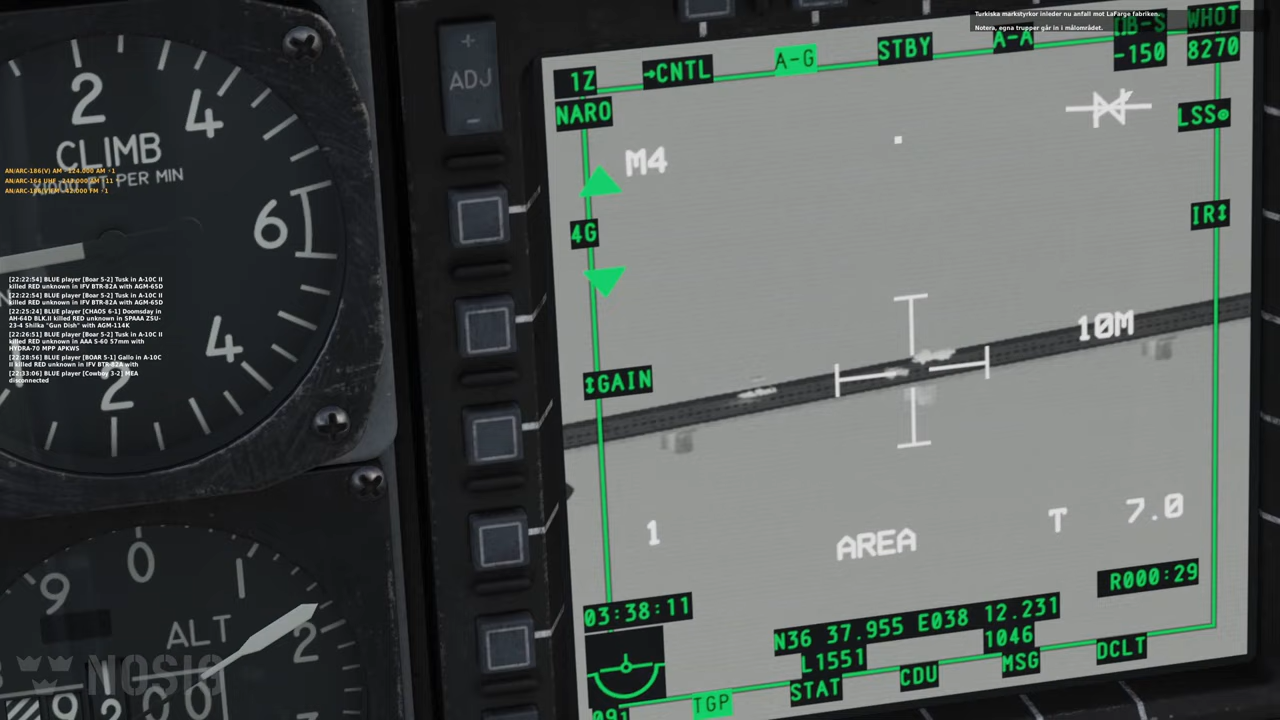 Turkiska markstyrkor inleder nu anfall mot LaFarge fabriken.
Notera, egna trupper går in i målområdet.
1Z
→CNTL
A-G
STBY
A-A
-150
WHOT
8270
NARO
LSS
M4
4G
IR↕
↕GAIN
10M
1
AREA
T 7.0
R000:29
03:38:11
N36 37.955 E038 12.231
L1551
1046
091
TGP
STAT
CDU
MSG
DCLT
+
ADJ
-
2
4
CLIMB
PER MIN
6
4
2
AN/ARC-186(V) AM
[22:22:54] BLUE player [Boar 5-2] Tusk in A-10C II
killed RED unknown in IFV BTR-82A with AGM-65D
[22:22:54] BLUE player [Boar 5-2] Tusk in A-10C II
killed RED unknown in IFV BTR-82A with AGM-65D
[22:25:24] BLUE player [CHAOS 6-1] Doomsday in
AH-64D BLK.II killed RED unknown in SPAAA ZSU-
23-4 Shilka "Gun Dish" with AGM-114K
[22:26:51] BLUE player [Boar 5-2] Tusk in A-10C II
killed RED unknown in AAA S-60 57mm with
HYDRA-70 MPP APKWS
[22:28:56] BLUE player [BOAR 5-1] Gallo in A-10C
II killed RED unknown in IFV BTR-82A with
[22:33:06] BLUE player [Cowboy 3-2] MEA
disconnected
0
9
1
ALT
2
NOSIG